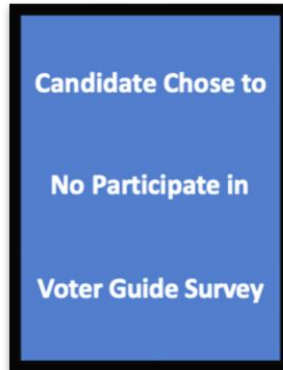 Candidate Chose to
No Participate in
Voter Guide Survey